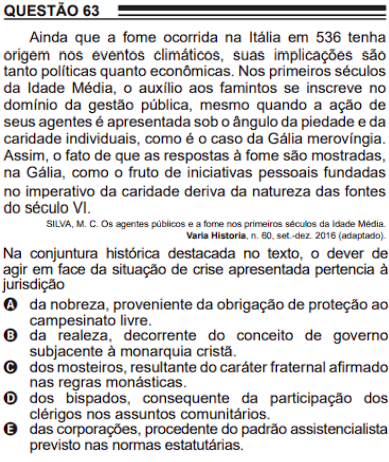 QUESTÃO 63
Ainda que a fome ocorrida na Itália em 536 tenha
origem nos eventos climáticos, suas implicações são
tanto políticas quanto econômicas. Nos primeiros séculos
da Idade Média, o auxílio aos famintos se inscreve no
domínio da gestão pública, mesmo quando a ação de
seus agentes é apresentada sob o ângulo da piedade e da
caridade individuais, como é o caso da Gália merovíngia.
Assim, o fato de que as respostas à fome são mostradas,
na Gália, como o fruto de iniciativas pessoais fundadas
no imperativo da caridade deriva da natureza das fontes
do século VI.
SILVA, M. C. Os agentes públicos e a fome nos primeiros séculos da Idade Média.
Varia Historia, n. 60, set.-dez. 2016 (adaptado).
Na conjuntura histórica destacada no texto, o dever de
agir em face da situação de crise apresentada pertencia à
jurisdição
A da nobreza, proveniente da obrigação de proteção ao
campesinato livre.
B da realeza, decorrente do conceito de governo
subjacente à monarquia cristã.
C dos mosteiros, resultante do caráter fraternal afirmado
nas regras monásticas.
D dos bispados, consequente da participação dos
clérigos nos assuntos comunitários.
E das corporações, procedente do padrão assistencialista
previsto nas normas estatutárias.